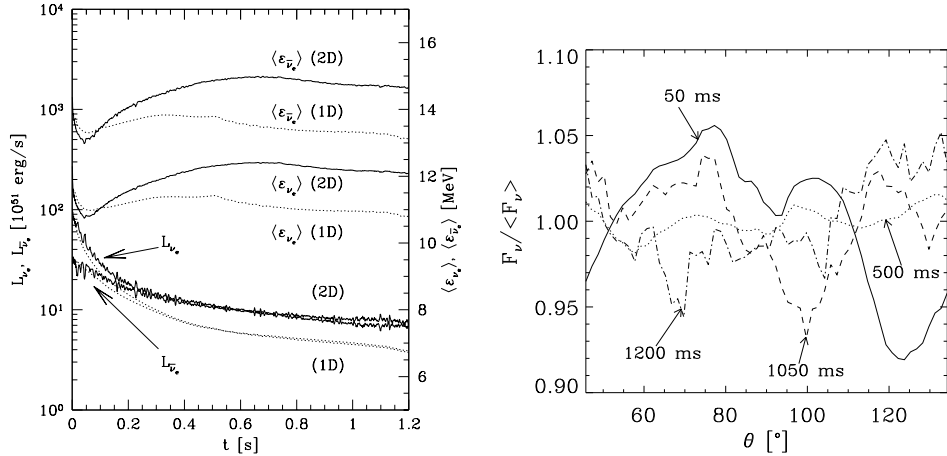 10⁴
10³
10²
10¹
10⁰
L_νₑ, L_ν̄ₑ [10⁵¹ erg/s]
0
0.2
0.4
0.6
0.8
1.0
1.2
t [s]
16
14
12
10
8
6
⟨ε_νₑ⟩, ⟨ε_ν̄ₑ⟩ [MeV]
⟨ε_ν̄ₑ⟩ (2D)
⟨ε_ν̄ₑ⟩ (1D)
⟨ε_νₑ⟩ (2D)
⟨ε_νₑ⟩ (1D)
L_νₑ
(2D)
L_ν̄ₑ
(1D)
1.10
1.05
1.00
0.95
0.90
F_ν/<F_ν>
60
80
100
120
θ [°]
50 ms
500 ms
1200 ms
1050 ms